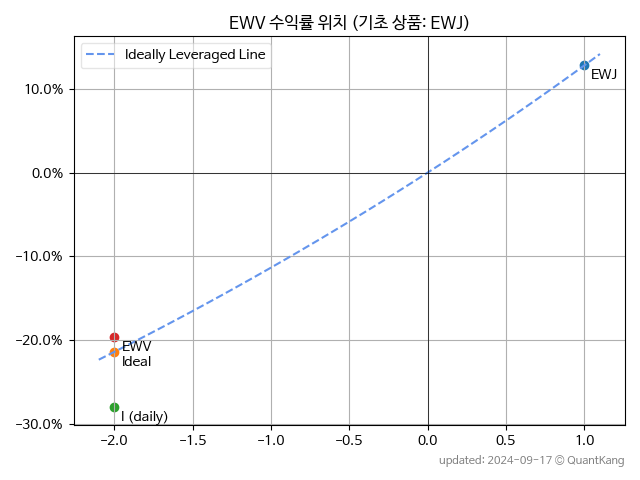 EWV 수익률 위치 (기초 상품: EWJ)
Ideally Leveraged Line
10.0%
0.0%
-10.0%
-20.0%
-30.0%
EWJ
EWV
Ideal
I (daily)
-2.0
-1.5
-1.0
-0.5
0.0
0.5
1.0
updated: 2024-09-17 © QuantKang